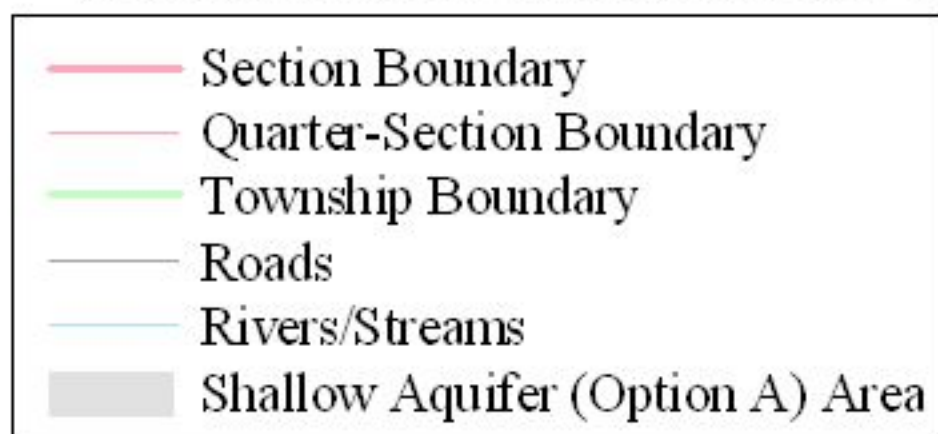 Section Boundary
Quarter-Section Boundary
Township Boundary
Roads
Rivers/Streams
Shallow Aquifer (Option A) Area